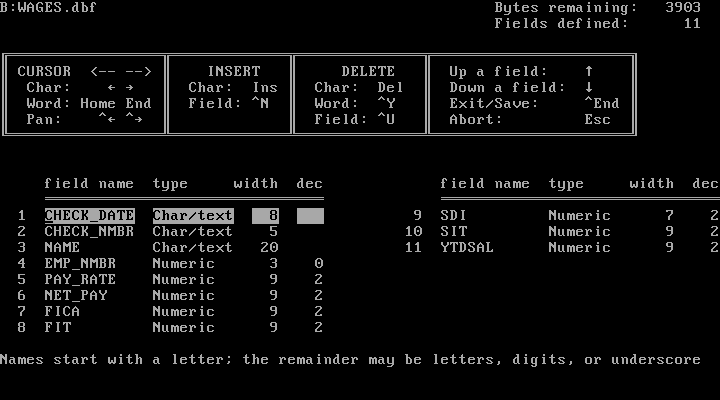 B:WAGES.dbf Bytes remaining: 3903
Fields defined: 11
CURSOR <-- --> INSERT DELETE Up a field: ↑
Char: ← → Char: Ins Char: Del Down a field: ↓
Word: Home End Field: ^N Word: ^Y Exit/Save: ^End
Pan: ^← ^→ Field: ^U Abort: Esc
field name type width dec field name type width dec
1 CHECK_DATE Char/text 8 9 SDI Numeric 7 2
2 CHECK_NMBR Char/text 5 10 SIT Numeric 9 2
3 NAME Char/text 20 11 YTDSAL Numeric 9 2
4 EMP_NMBR Numeric 3 0
5 PAY_RATE Numeric 9 2
6 NET_PAY Numeric 9 2
7 FICA Numeric 9 2
8 FIT Numeric 9 2
Names start with a letter; the remainder may be letters, digits, or underscore